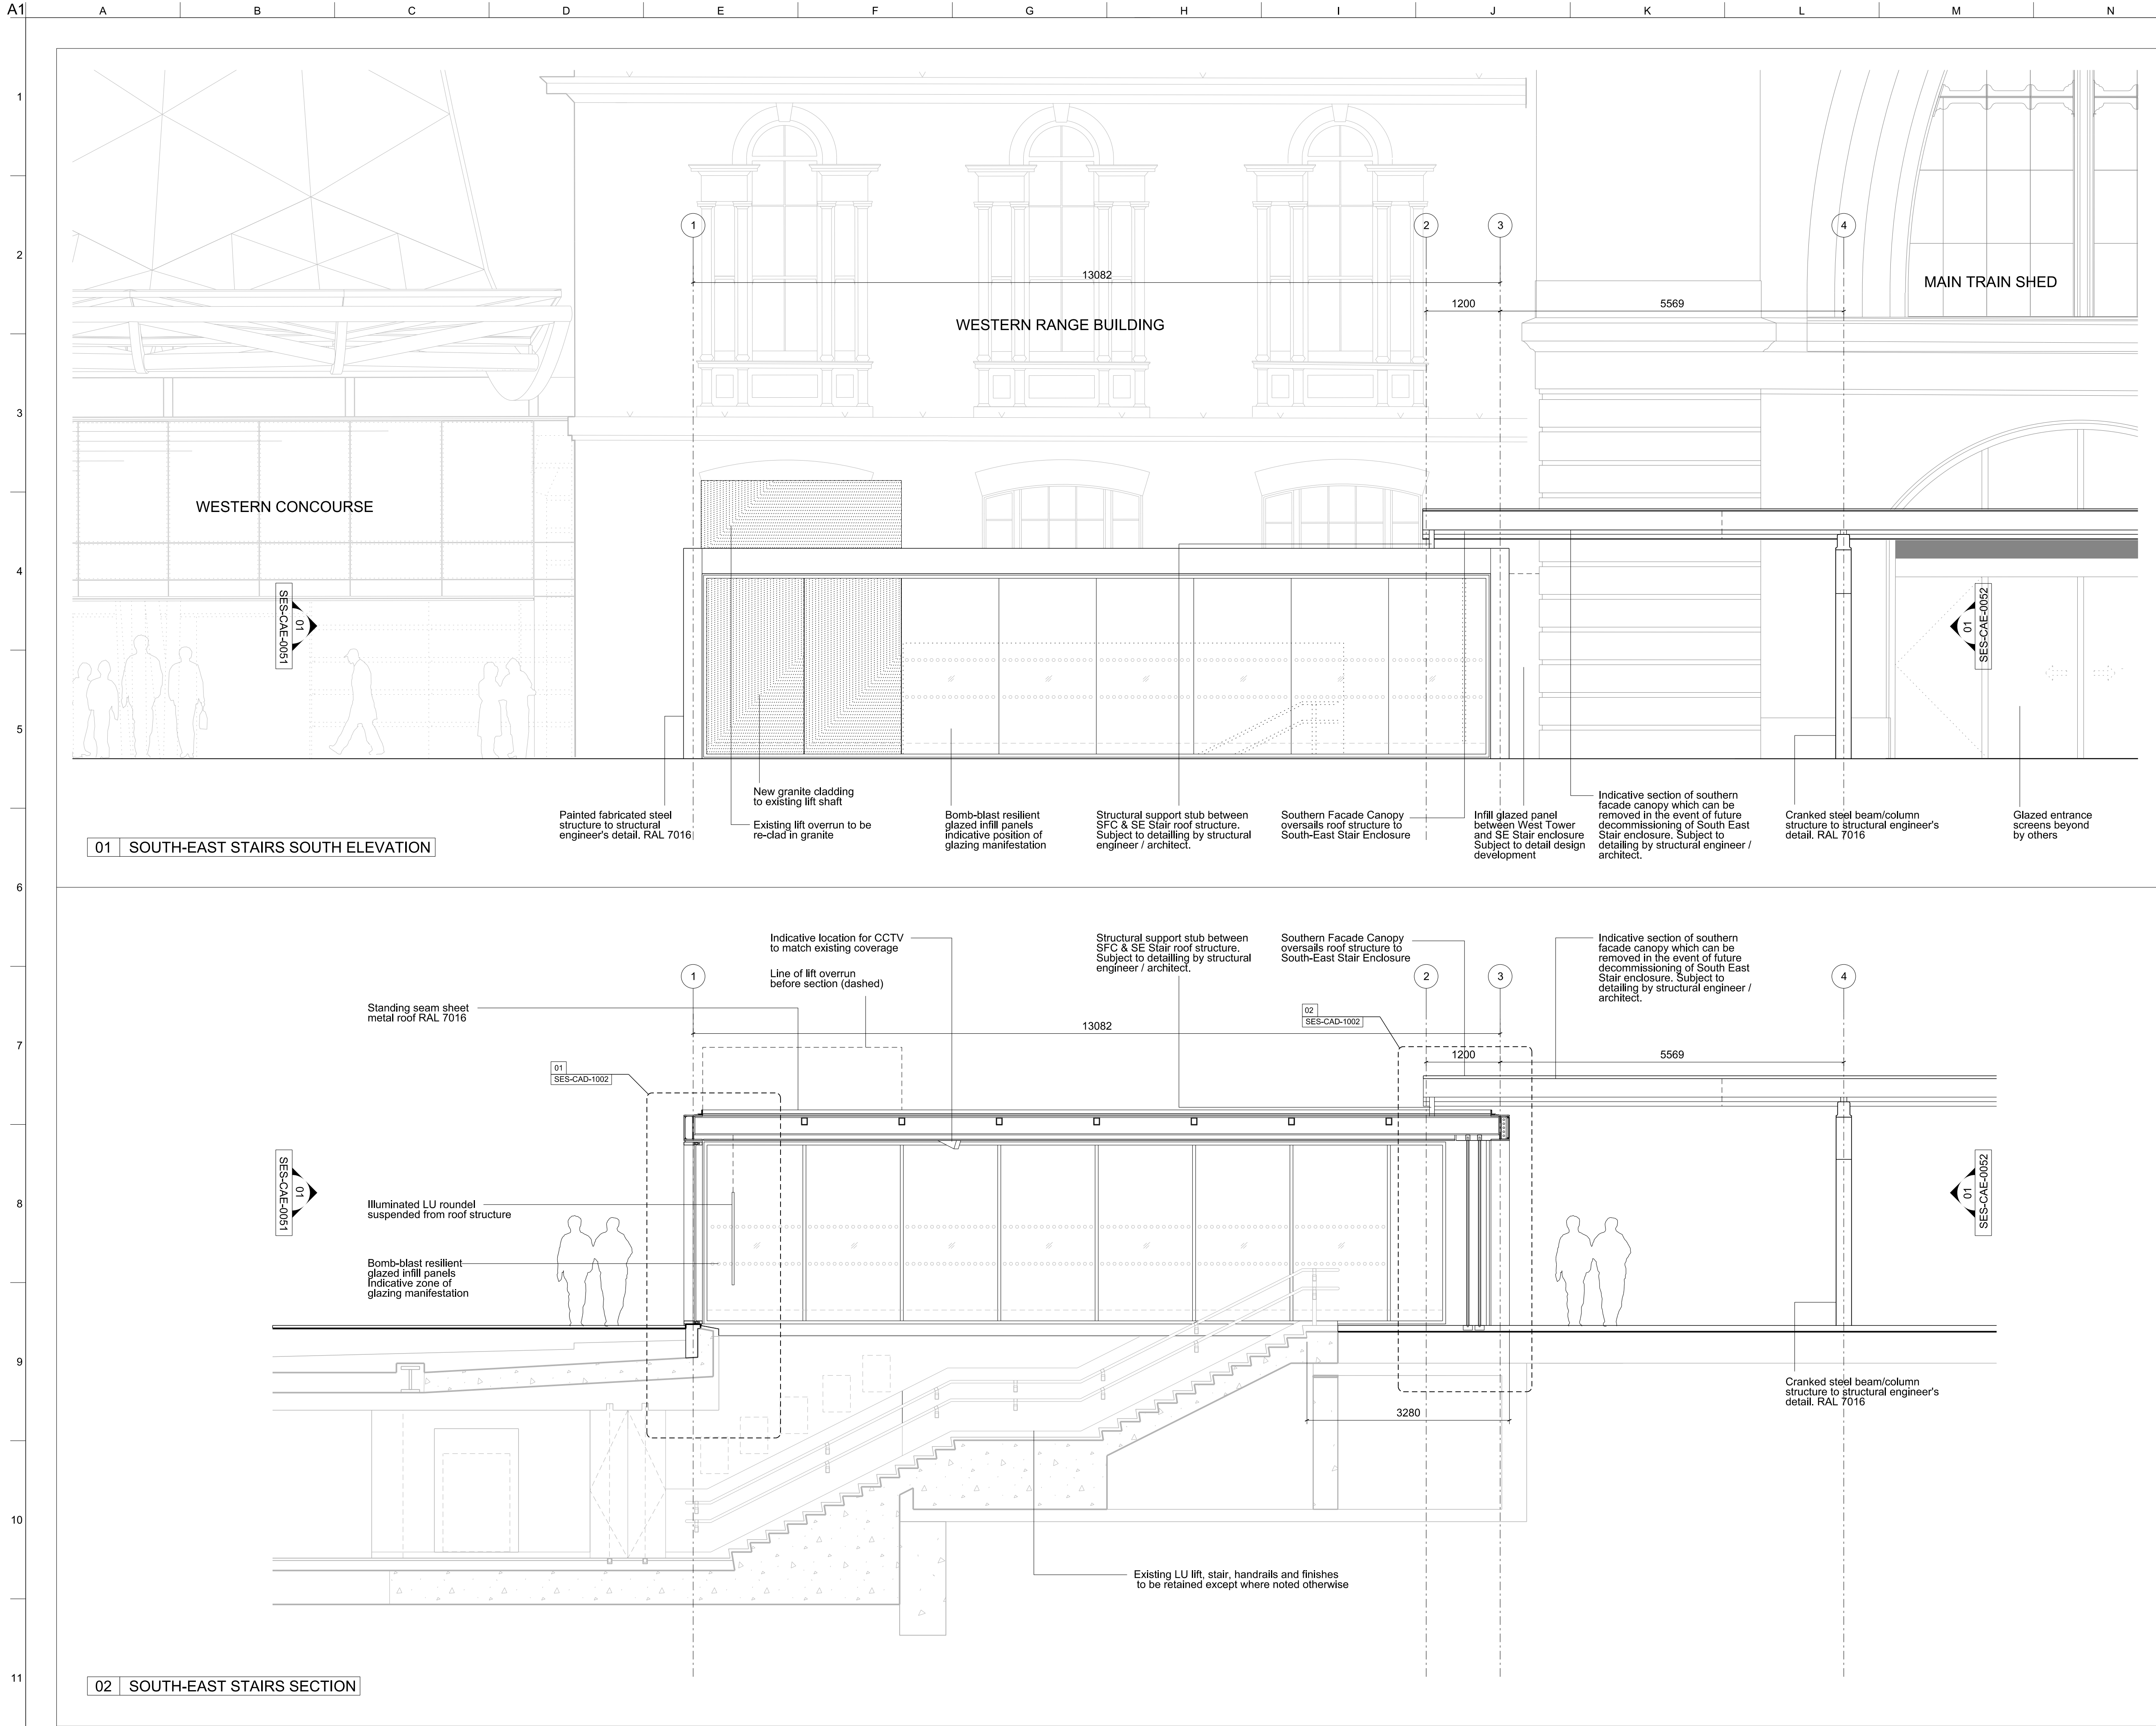 A1
A B C D E F G H I J K L M N
1
2
3
4
5
6
7
8
9
10
11
1 2 3 4
13082
1200
5569
MAIN TRAIN SHED
WESTERN RANGE BUILDING
WESTERN CONCOURSE
01
SES-CAE-0051
01
SES-CAE-0052
Painted fabricated steel
structure to structural
engineer's detail. RAL 7016
New granite cladding
to existing lift shaft
Existing lift overrun to be
re-clad in granite
Bomb-blast resilient
glazed infill panels
indicative position of
glazing manifestation
Structural support stub between
SFC & SE Stair roof structure.
Subject to detailling by structural
engineer / architect.
Southern Facade Canopy
oversails roof structure to
South-East Stair Enclosure
Infill glazed panel
between West Tower
and SE Stair enclosure
Subject to detail design
development
Indicative section of southern
facade canopy which can be
removed in the event of future
decommissioning of South East
Stair enclosure. Subject to
detailing by structural engineer /
architect.
Cranked steel beam/column
structure to structural engineer's
detail. RAL 7016
Glazed entrance
screens beyond
by others
01 SOUTH-EAST STAIRS SOUTH ELEVATION
Indicative location for CCTV
to match existing coverage
Line of lift overrun
before section (dashed)
Structural support stub between
SFC & SE Stair roof structure.
Subject to detailling by structural
engineer / architect.
Southern Facade Canopy
oversails roof structure to
South-East Stair Enclosure
Indicative section of southern
facade canopy which can be
removed in the event of future
decommissioning of South East
Stair enclosure. Subject to
detailing by structural engineer /
architect.
1 2 3 4
Standing seam sheet
metal roof RAL 7016
13082
02
SES-CAD-1002
1200
5569
01
SES-CAD-1002
01
SES-CAE-0051
01
SES-CAE-0052
Illuminated LU roundel
suspended from roof structure
Bomb-blast resilient
glazed infill panels
Indicative zone of
glazing manifestation
Cranked steel beam/column
structure to structural engineer's
detail. RAL 7016
3280
Existing LU lift, stair, handrails and finishes
to be retained except where noted otherwise
02 SOUTH-EAST STAIRS SECTION